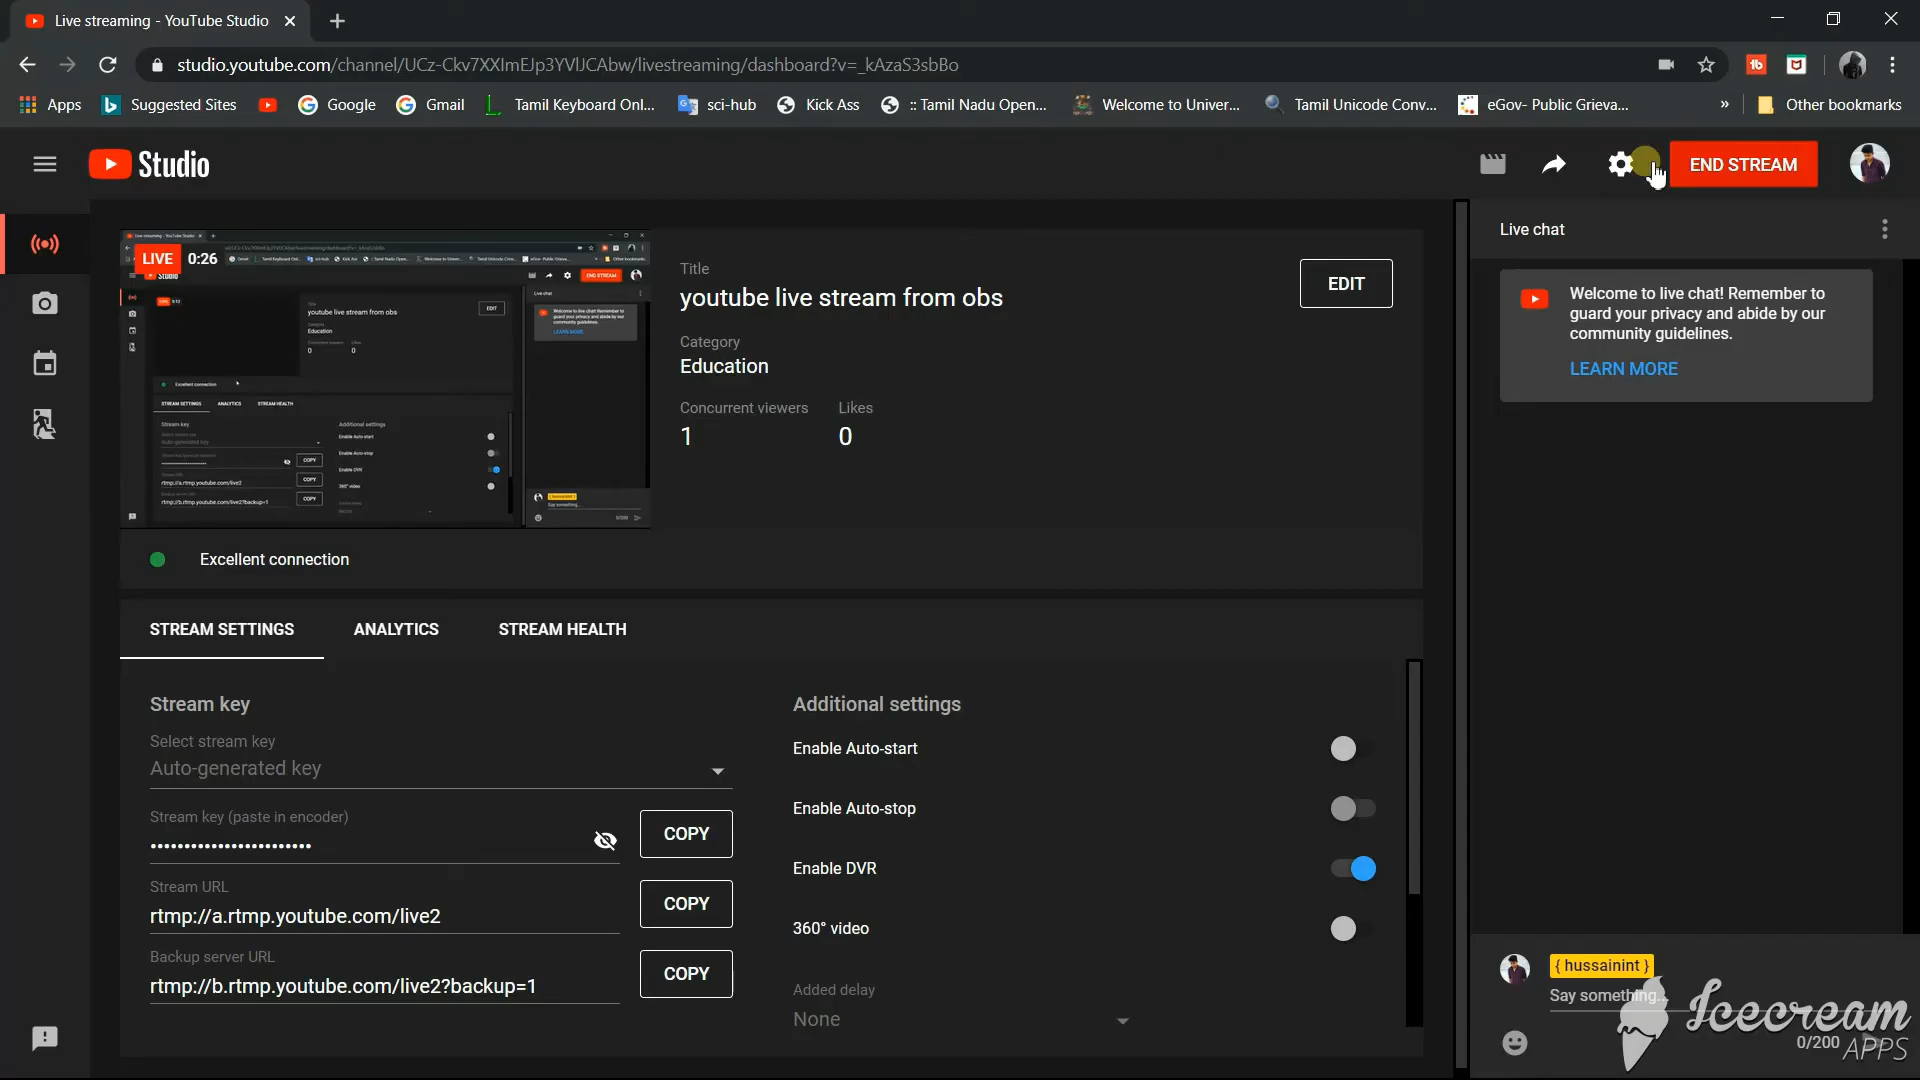 Live streaming - YouTube Studio
studio.youtube.com/channel/UCz-Ckv7XXImEJp3YVlJCAbw/livestreaming/dashboard?v=_kAzaS3sbBo
Apps
Suggested Sites
Google
Gmail
Tamil Keyboard Onl...
sci-hub
Kick Ass
:: Tamil Nadu Open...
Welcome to Univer...
Tamil Unicode Conv...
eGov- Public Grieva...
»
Other bookmarks
Studio
END STREAM
LIVE 0:26
Title
youtube live stream from obs
EDIT
Category
Education
Concurrent viewers
Likes
1
0
Excellent connection
STREAM SETTINGS
ANALYTICS
STREAM HEALTH
Stream key
Select stream key
Auto-generated key
Stream key (paste in encoder)
••••••••••••••••••••••••
COPY
Stream URL
rtmp://a.rtmp.youtube.com/live2
COPY
Backup server URL
rtmp://b.rtmp.youtube.com/live2?backup=1
COPY
Additional settings
Enable Auto-start
Enable Auto-stop
Enable DVR
360° video
Added delay
None
Live chat
Welcome to live chat! Remember to
guard your privacy and abide by our
community guidelines.
LEARN MORE
{ hussainint }
Say something...
0/200
Icecream
APPS